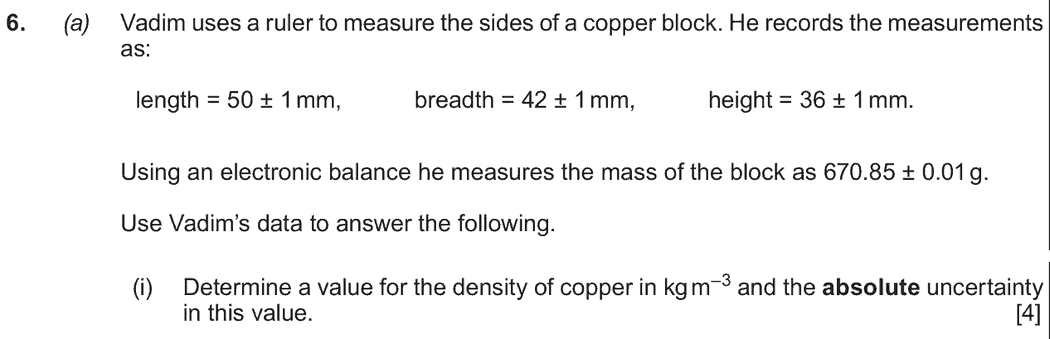 6. (a) Vadim uses a ruler to measure the sides of a copper block. He records the measurements
as:
length = 50 ± 1 mm, breadth = 42 ± 1 mm, height = 36 ± 1 mm.
Using an electronic balance he measures the mass of the block as 670.85 ± 0.01 g.
Use Vadim's data to answer the following.
(i) Determine a value for the density of copper in kg m⁻³ and the absolute uncertainty
in this value. [4]